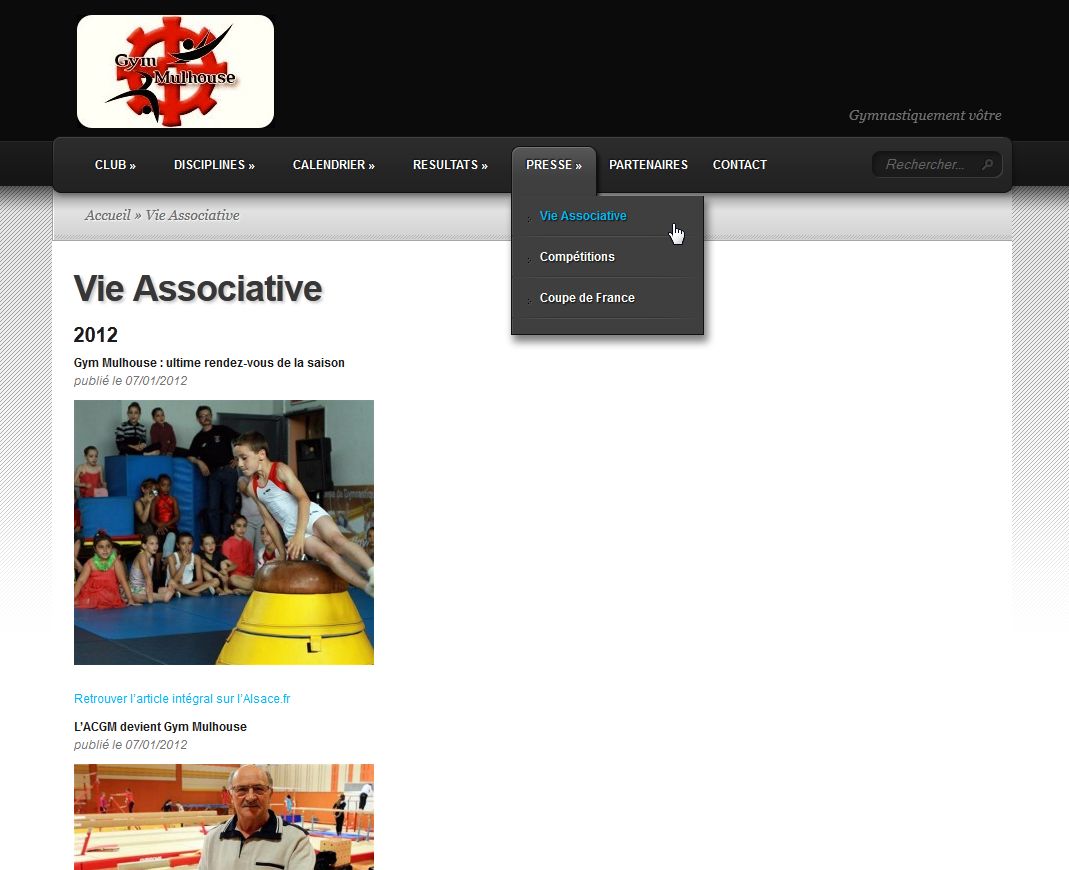 Gym
Mulhouse
Gymnastiquement vôtre
CLUB » DISCIPLINES » CALENDRIER » RESULTATS » PRESSE » PARTENAIRES CONTACT Rechercher...
Accueil » Vie Associative
Vie Associative
Compétitions
Coupe de France
Vie Associative
2012
Gym Mulhouse : ultime rendez-vous de la saison
publié le 07/01/2012
Retrouver l'article intégral sur l'Alsace.fr
L'ACGM devient Gym Mulhouse
publié le 07/01/2012